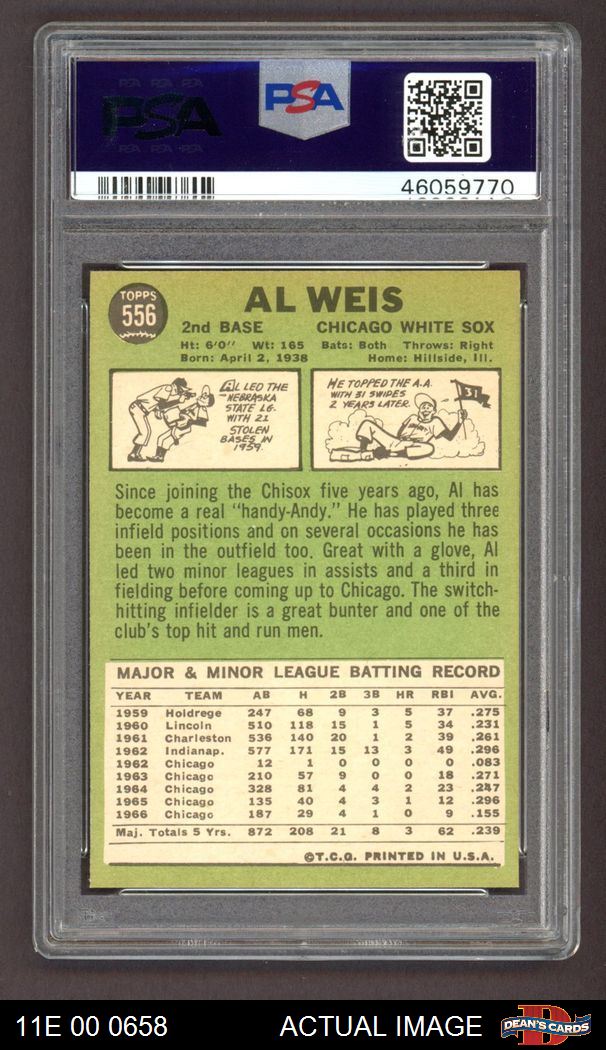 PSA PSA PSA
PSA
PSA PSA PSA
PSA
46059770
TOPPS
556
AL WEIS
2nd BASE CHICAGO WHITE SOX
Ht: 6'0" Wt: 165 Bats: Both Throws: Right
Born: April 2, 1938 Home: Hillside, Ill.
AL LED THE
NEBRASKA
STATE LG.
WITH 21
STOLEN
BASES IN
1959.
HE TOPPED THE A.A.
WITH 31 SWIPES
2 YEARS LATER.
31
Since joining the Chisox five years ago, Al has
become a real "handy-Andy." He has played three
infield positions and on several occasions he has
been in the outfield too. Great with a glove, Al
led two minor leagues in assists and a third in
fielding before coming up to Chicago. The switch-
hitting infielder is a great bunter and one of the
club's top hit and run men.
MAJOR & MINOR LEAGUE BATTING RECORD
YEAR TEAM AB H 2B 3B HR RBI AVG.
1959 Holdrege 247 68 9 3 5 37 .275
1960 Lincoln 510 118 15 1 5 34 .231
1961 Charleston 536 140 20 1 2 39 .261
1962 Indianap. 577 171 15 13 3 49 .296
1962 Chicago 12 1 0 0 0 0 .083
1963 Chicago 210 57 9 0 0 18 .271
1964 Chicago 328 81 4 4 2 23 .247
1965 Chicago 135 40 4 3 1 12 .296
1966 Chicago 187 29 4 1 0 9 .155
Maj. Totals 5 Yrs. 872 208 21 8 3 62 .239
©T.C.G. PRINTED IN U.S.A.
11E 00 0658 ACTUAL IMAGE DEAN'S CARDS